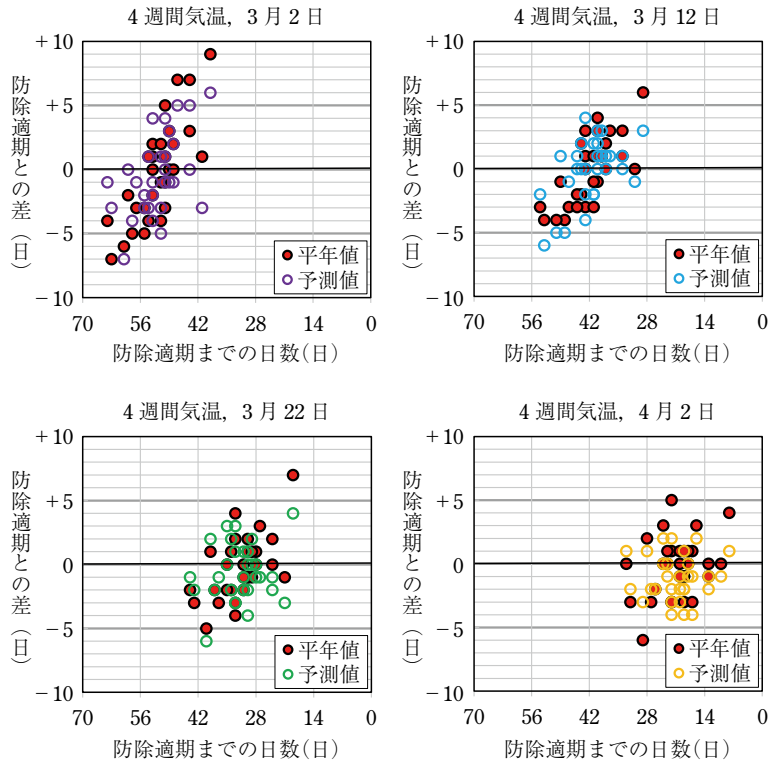 4週間気温，3月2日
防除適期との差（日）
＋10
＋5
0
－5
－10
平年値
予測値
70 56 42 28 14 0
防除適期までの日数(日)
4週間気温，3月12日
防除適期との差（日）
＋10
＋5
0
－5
－10
平年値
予測値
70 56 42 28 14 0
防除適期までの日数(日)
4週間気温，3月22日
防除適期との差（日）
＋10
＋5
0
－5
－10
平年値
予測値
70 56 42 28 14 0
防除適期までの日数(日)
4週間気温，4月2日
防除適期との差（日）
＋10
＋5
0
－5
－10
平年値
予測値
70 56 42 28 14 0
防除適期までの日数(日)